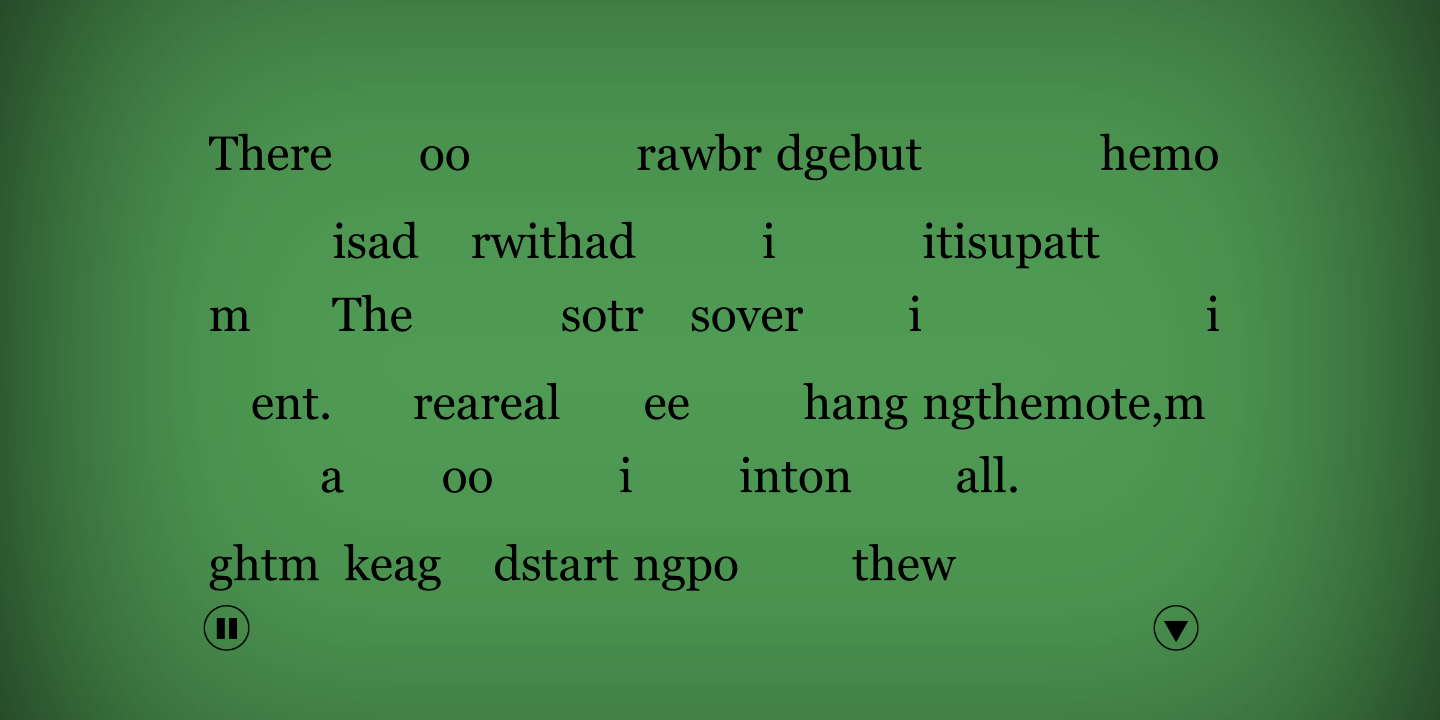 There oo rawbr dgebut hemo
isad rwithad i itisupatt
m The sotr sover i i
ent. reareal ee hang ngthemote,m
a oo i inton all.
ghtm keag dstart ngpo thew